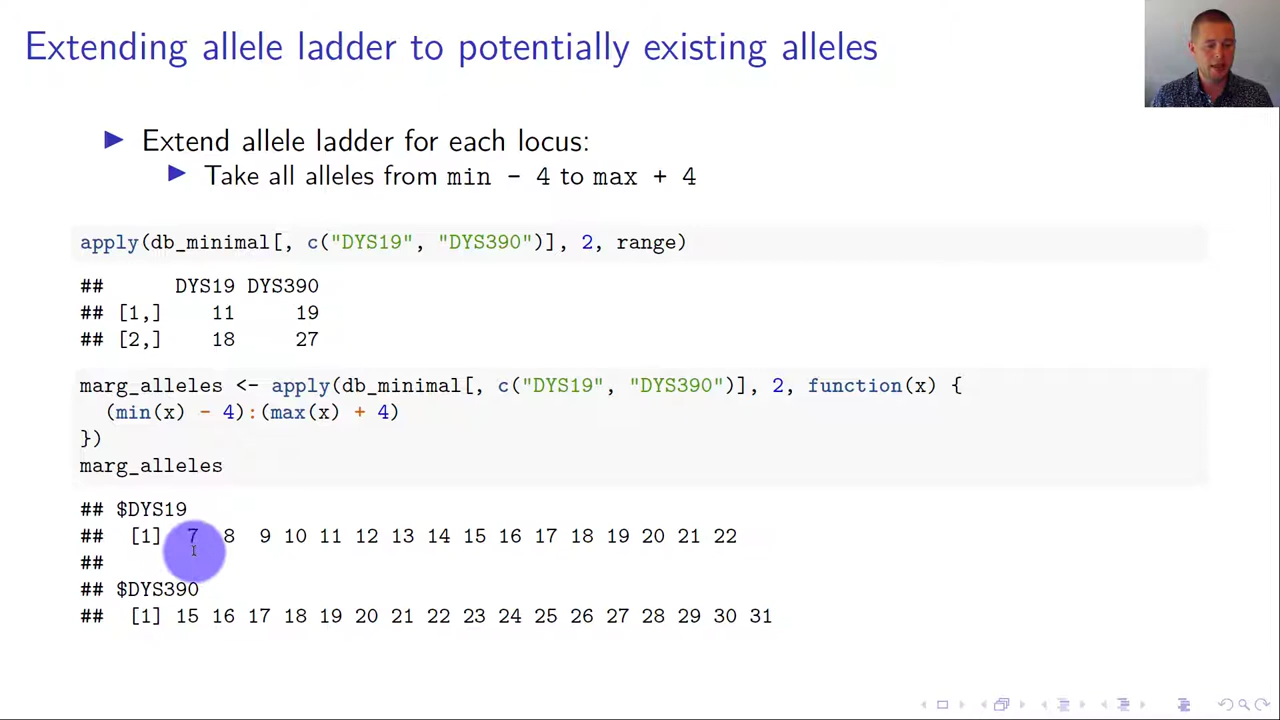 Extending allele ladder to potentially existing alleles
Extend allele ladder for each locus:
Take all alleles from min - 4 to max + 4
apply(db_minimal[, c("DYS19", "DYS390")], 2, range)
##      DYS19 DYS390
## [1,]    11     19
## [2,]    18     27
marg_alleles <- apply(db_minimal[, c("DYS19", "DYS390")], 2, function(x) {
  (min(x) - 4):(max(x) + 4)
})
marg_alleles
## $DYS19
##  [1]  7  8  9 10 11 12 13 14 15 16 17 18 19 20 21 22
##
## $DYS390
##  [1] 15 16 17 18 19 20 21 22 23 24 25 26 27 28 29 30 31